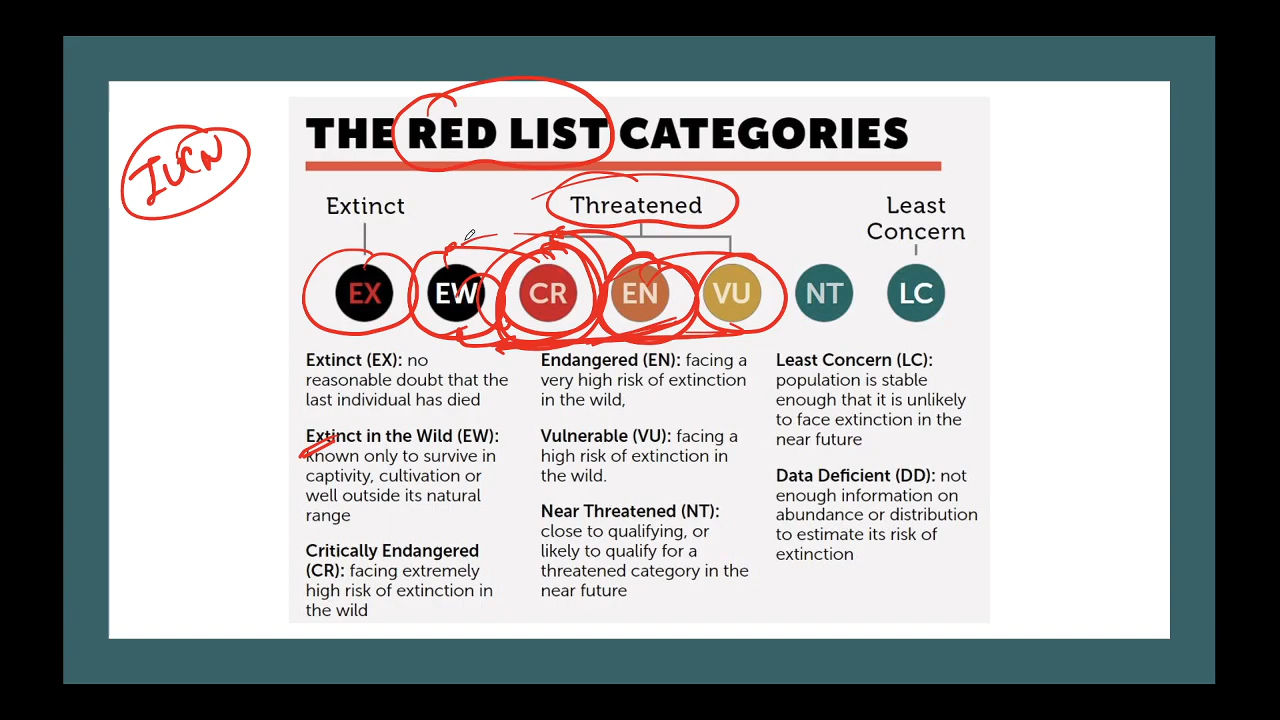 IUCN
THE RED LIST CATEGORIES
Extinct
Threatened
Least
Concern
EX
EW
CR
EN
VU
NT
LC
Extinct (EX): no
reasonable doubt that the
last individual has died
Extinct in the Wild (EW):
known only to survive in
captivity, cultivation or
well outside its natural
range
Critically Endangered
(CR): facing extremely
high risk of extinction in
the wild
Endangered (EN): facing a
very high risk of extinction
in the wild,
Vulnerable (VU): facing a
high risk of extinction in
the wild.
Near Threatened (NT):
close to qualifying, or
likely to qualify for a
threatened category in the
near future
Least Concern (LC):
population is stable
enough that it is unlikely
to face extinction in the
near future
Data Deficient (DD): not
enough information on
abundance or distribution
to estimate its risk of
extinction